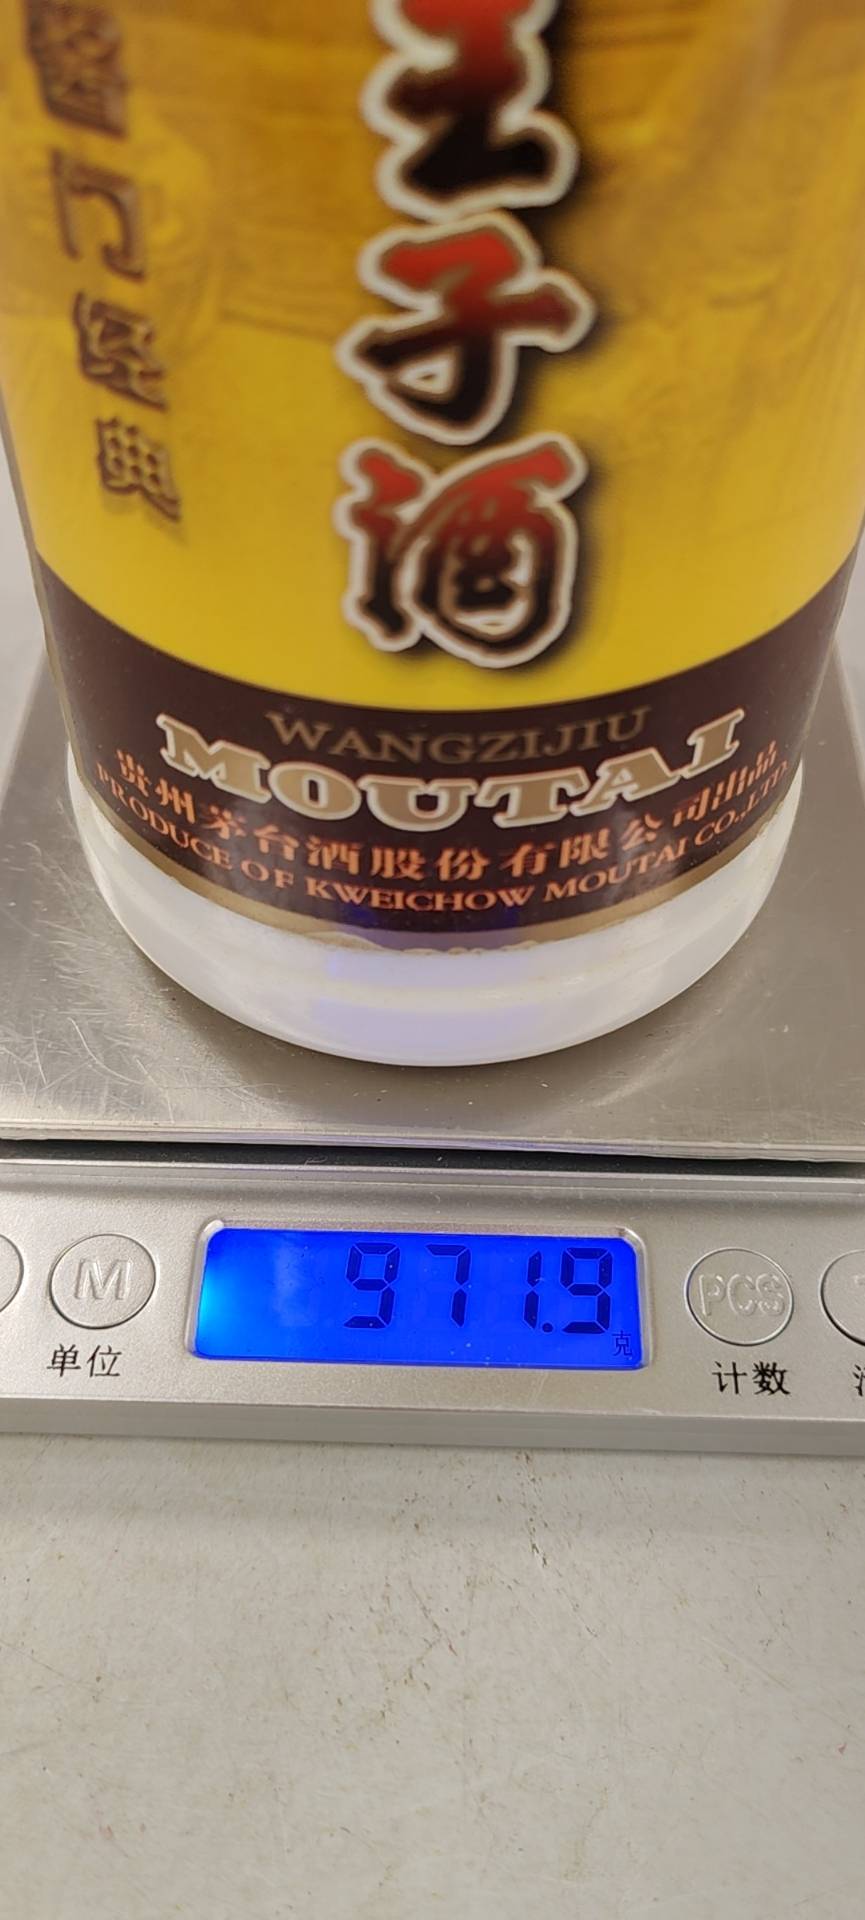 王子酒
门经典
WANGZIJIU
MOUTAI
贵州茅台酒股份有限公司出品
PRODUCE OF KWEICHOW MOUTAI CO.,LTD.
971.9
克
M
PCS
单位
计数